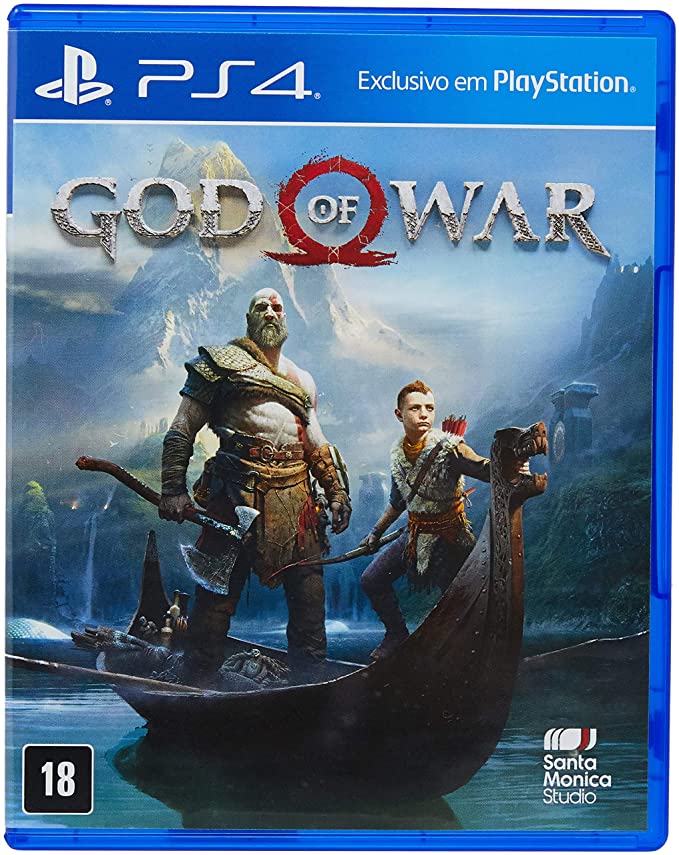 PS4 Exclusivo em PlayStation®
GOD OF WAR
18
Santa
Monica
Studio